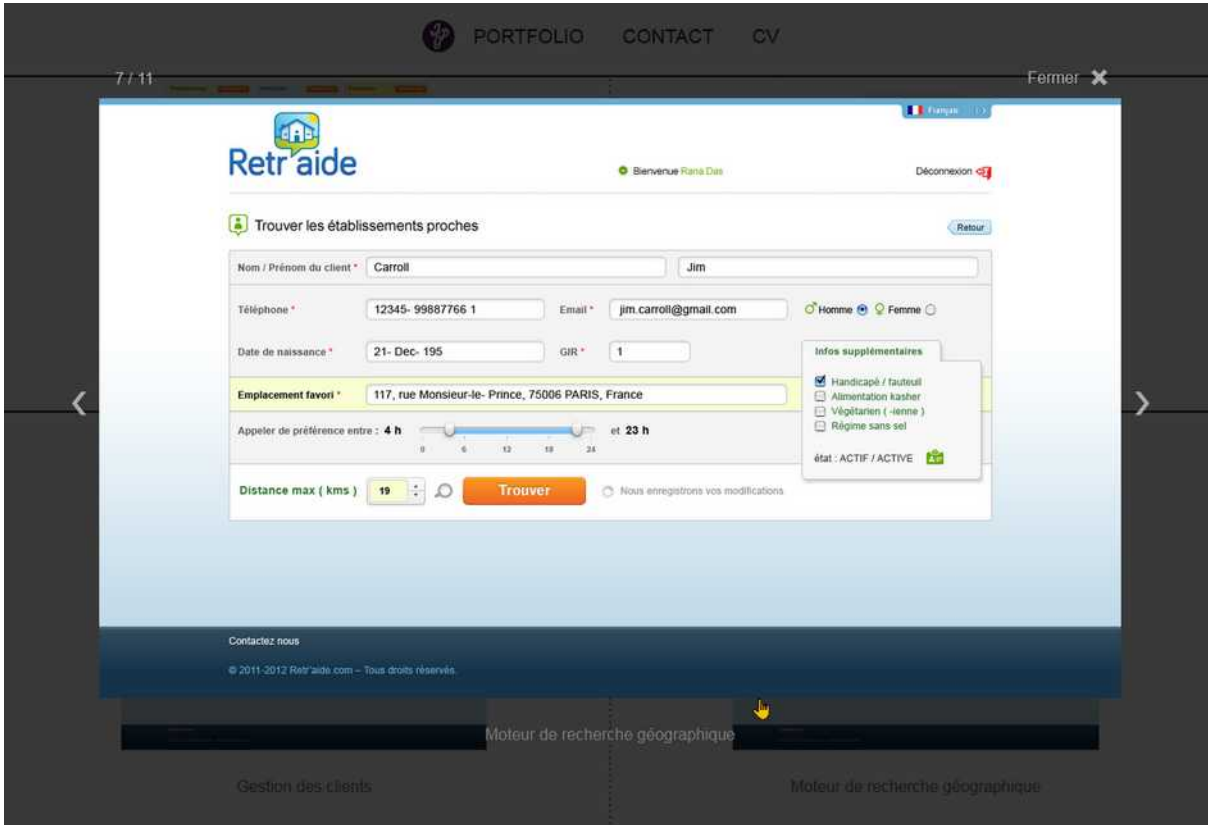 PORTFOLIO CONTACT CV
7 / 11 Fermer
Français
Retr'aide
Bienvenue Rana Das Déconnexion
Trouver les établissements proches Retour
Nom / Prénom du client * Carroll Jim
Téléphone * 12345- 99887766 1 Email * jim.carroll@gmail.com Homme Femme
Date de naissance * 21- Dec- 195 GIR * 1 Infos supplémentaires
Handicapé / fauteuil
Emplacement favori * 117, rue Monsieur-le- Prince, 75006 PARIS, France Alimentation kasher
Végétarien ( -ienne )
Appeler de préférence entre : 4 h et 23 h Régime sans sel
0 6 12 18 24
état : ACTIF / ACTIVE
Distance max ( kms ) 19 Trouver Nous enregistrons vos modifications
Contactez nous
© 2011-2012 Retr'aide.com – Tous droits réservés.
Moteur de recherche géographique
Gestion des clients Moteur de recherche géographique